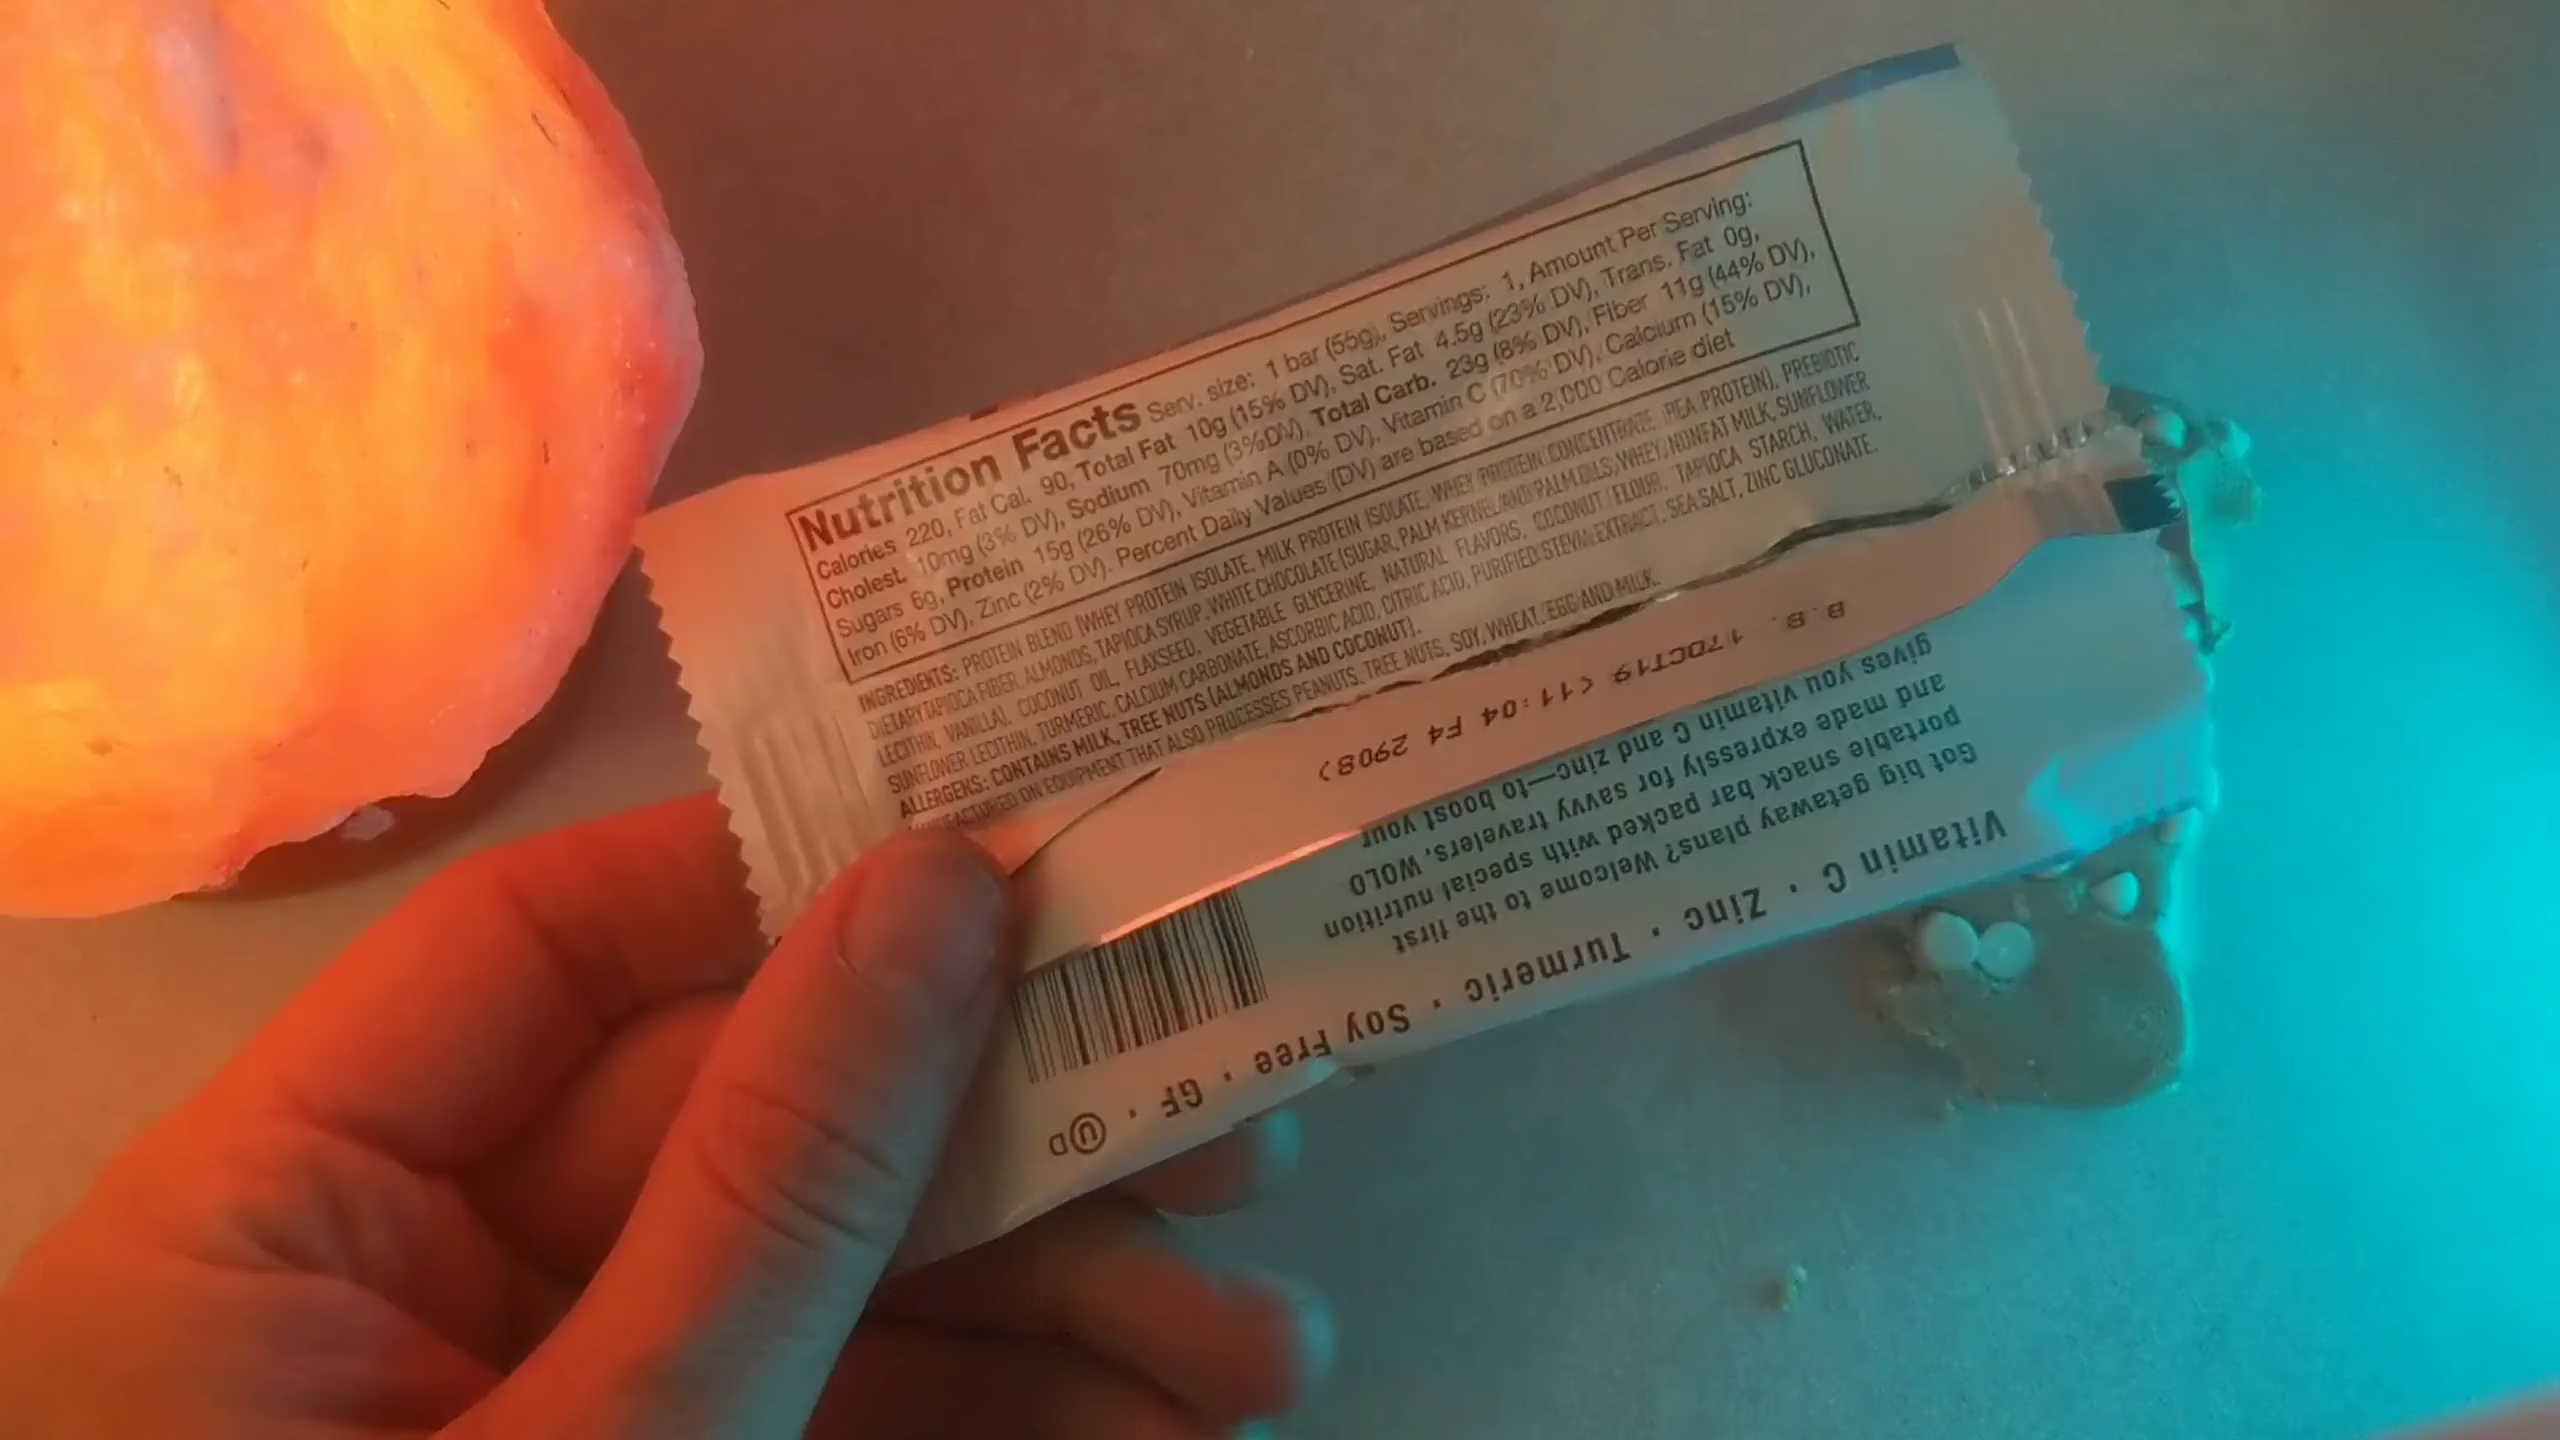 Nutrition Facts Serv. size: 1 bar (55g), Servings: 1, Amount Per Serving:
Calories 220, Fat Cal. 90, Total Fat 10g (15% DV), Sat. Fat 4.5g (23% DV), Trans. Fat 0g,
Cholest. 10mg (3% DV), Sodium 70mg (3%DV), Total Carb. 23g (8% DV), Fiber 11g (44% DV),
Sugars 6g, Protein 15g (26% DV), Vitamin A (0% DV), Vitamin C (70% DV), Calcium (15% DV),
Iron (6% DV), Zinc (2% DV). Percent Daily Values (DV) are based on a 2,000 Calorie diet
INGREDIENTS: PROTEIN BLEND (WHEY PROTEIN ISOLATE, MILK PROTEIN ISOLATE, WHEY PROTEIN CONCENTRATE, PEA PROTEIN), PREBIOTIC
DIETARY TAPIOCA FIBER, ALMONDS, TAPIOCA SYRUP, WHITE CHOCOLATE (SUGAR, PALM KERNEL AND PALM OILS, WHEY, NONFAT MILK, SUNFLOWER
LECITHIN, VANILLA), COCONUT OIL, FLAXSEED, VEGETABLE GLYCERINE, NATURAL FLAVORS, COCONUT FLOUR, TAPIOCA STARCH, WATER,
SUNFLOWER LECITHIN, TURMERIC, CALCIUM CARBONATE, ASCORBIC ACID, CITRIC ACID, PURIFIED STEVIA EXTRACT, SEA SALT, ZINC GLUCONATE.
ALLERGENS: CONTAINS MILK, TREE NUTS (ALMONDS AND COCONUT).
MANUFACTURED ON EQUIPMENT THAT ALSO PROCESSES PEANUTS, TREE NUTS, SOY, WHEAT, EGG AND MILK.
B.B. 17OCT19 <11:04 F4 2908>
Vitamin C · Zinc · Turmeric · Soy Free · GF · Ⓤ D
Got big getaway plans? Welcome to the first
portable snack bar packed with special nutrition
and made expressly for savvy travelers. WOLO
gives you vitamin C and zinc—to boost your